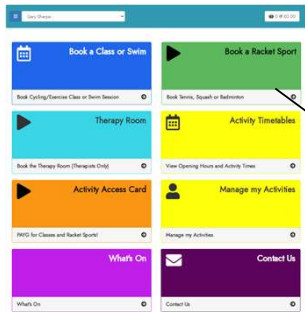 Book a Class or Swim
Book Cycling/Exercise Class or Swim Session
Book a Racket Sport
Book Tennis, Squash or Badminton
Therapy Room
Book the Therapy Room (Therapists Only)
Activity Timetables
View Opening Hours and Activity Times
Activity Access Card
PAYG for Classes and Racket Sports!
Manage my Activities
Manage my Activities
What's On
What's On
Contact Us
Contact Us